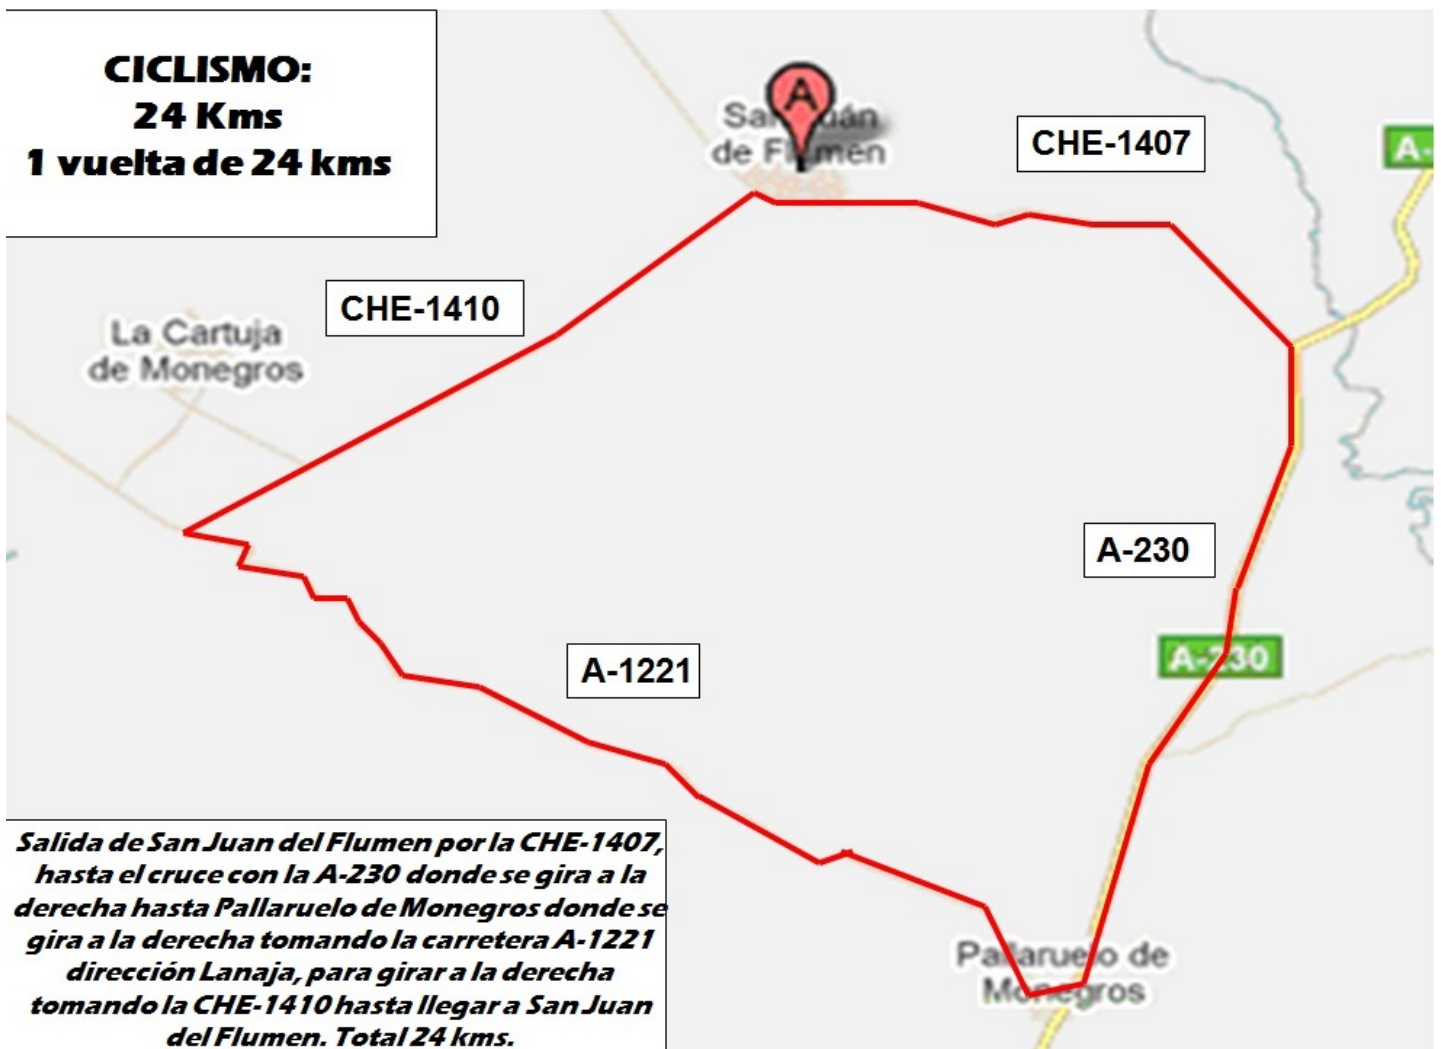 CICLISMO:
24 Kms
1 vuelta de 24 kms
A
de Flumen
CHE-1407
A-
CHE-1410
La Cartuja
de Monegros
A-230
A-230
A-1221
Pallaruelo de
Monegros
Salida de San Juan del Flumen por la CHE-1407,
hasta el cruce con la A-230 donde se gira a la
derecha hasta Pallaruelo de Monegros donde se
gira a la derecha tomando la carretera A-1221
dirección Lanaja, para girar a la derecha
tomando la CHE-1410 hasta llegar a San Juan
del Flumen. Total 24 kms.